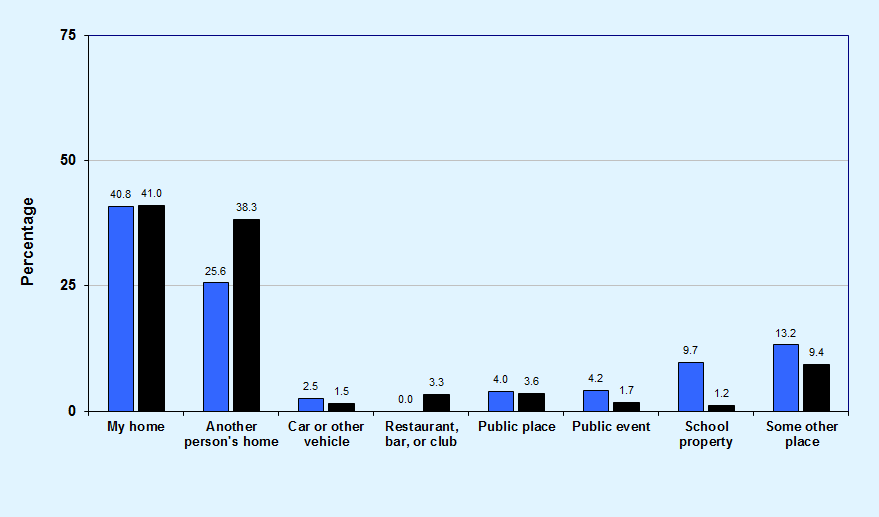 75
50
25
0
Percentage
40.8 41.0
25.6 38.3
2.5 1.5
0.0 3.3
4.0 3.6
4.2 1.7
9.7 1.2
13.2 9.4
My home
Another
person's home
Car or other
vehicle
Restaurant,
bar, or club
Public place
Public event
School
property
Some other
place